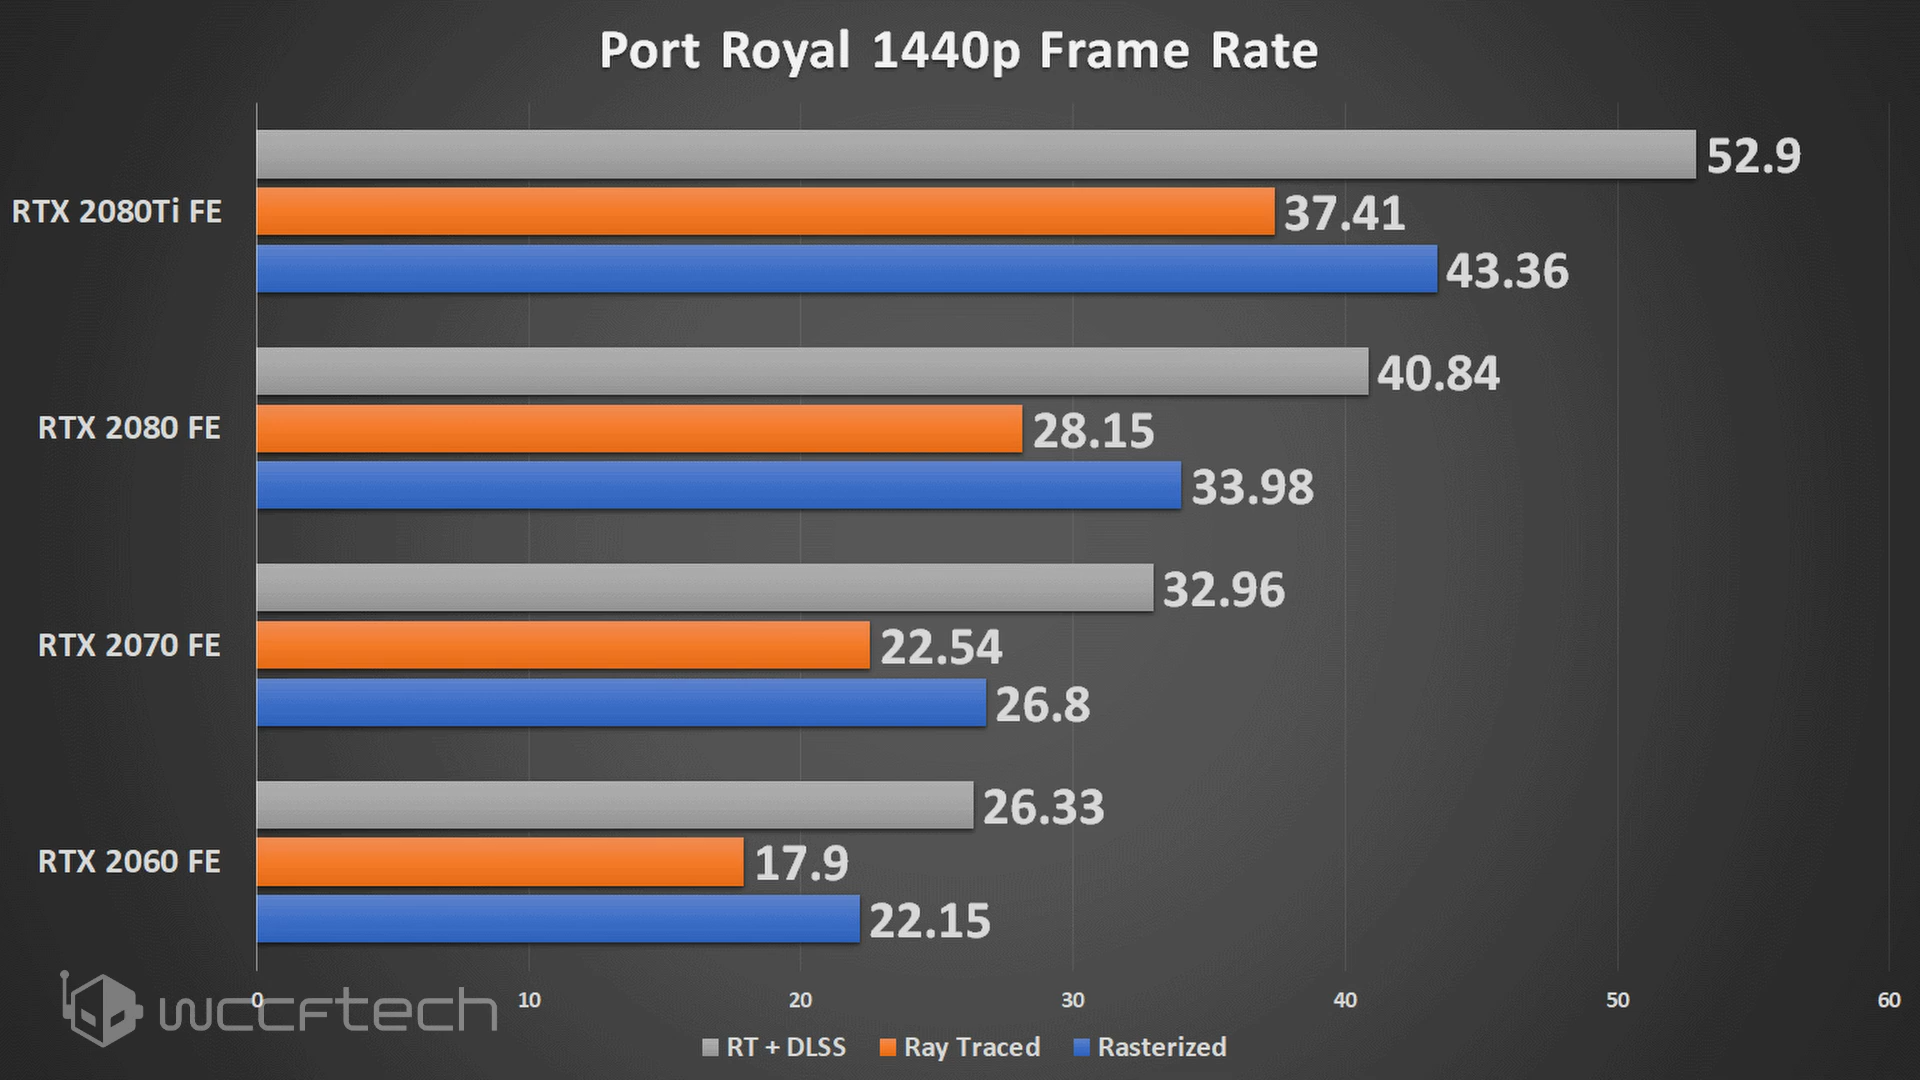 Port Royal 1440p Frame Rate
52.9
RTX 2080Ti FE
37.41
43.36
40.84
RTX 2080 FE
28.15
33.98
32.96
RTX 2070 FE
22.54
26.8
26.33
RTX 2060 FE
17.9
22.15
wccftech
0 10 20 30 40 50 60
RT + DLSS Ray Traced Rasterized